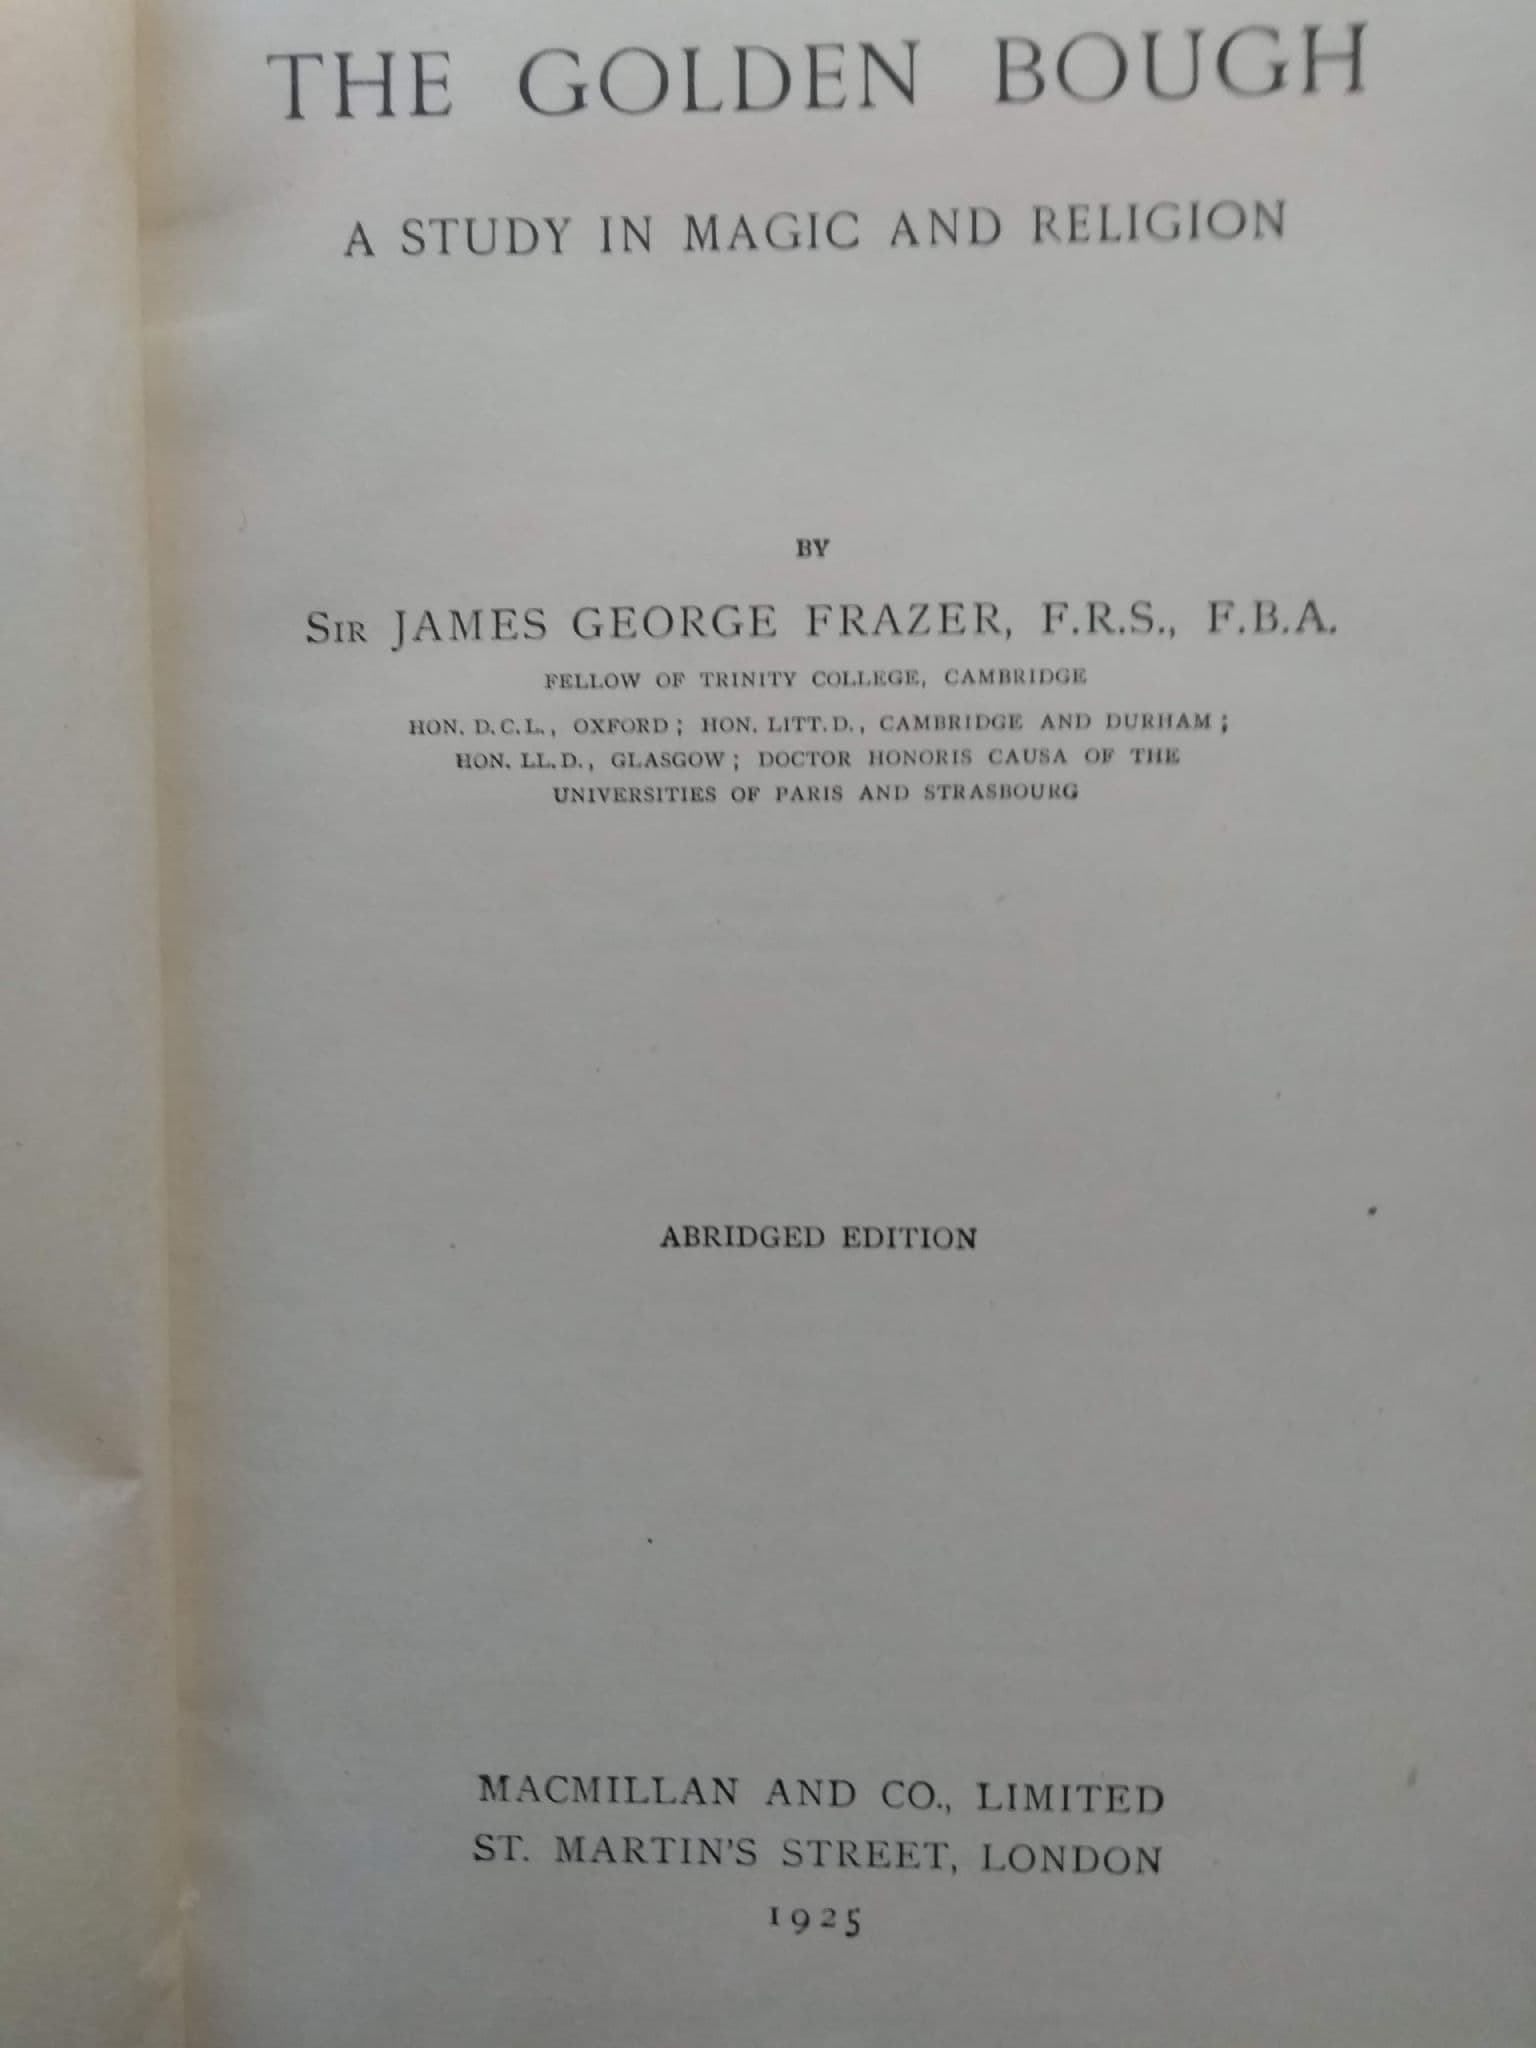 THE GOLDEN BOUGH
A STUDY IN MAGIC AND RELIGION
BY
SIR JAMES GEORGE FRAZER, F.R.S., F.B.A.
FELLOW OF TRINITY COLLEGE, CAMBRIDGE
HON. D.C.L., OXFORD; HON. LITT.D., CAMBRIDGE AND DURHAM;
HON. LL.D., GLASGOW; DOCTOR HONORIS CAUSA OF THE
UNIVERSITIES OF PARIS AND STRASBOURG
ABRIDGED EDITION
MACMILLAN AND CO., LIMITED
ST. MARTIN'S STREET, LONDON
1925